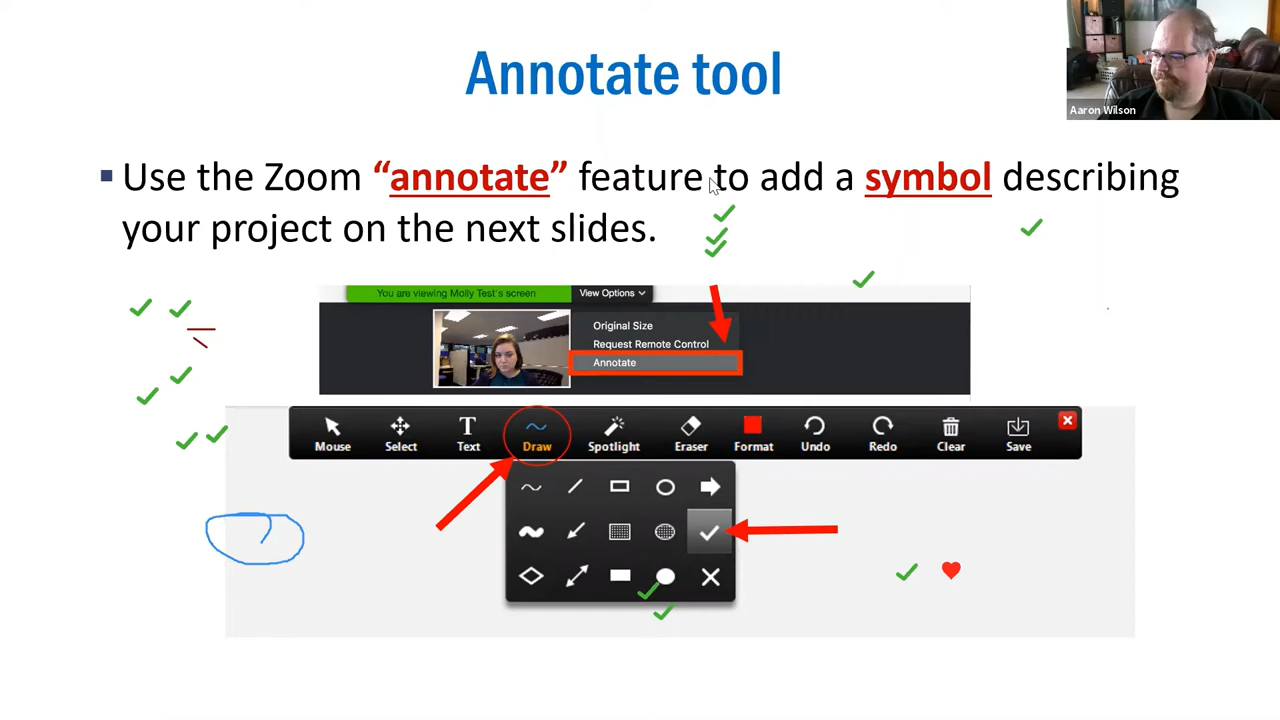 Annotate tool
Aaron Wilson
Use the Zoom “annotate” feature to add a symbol describing
your project on the next slides.
You are viewing Molly Test's screen
View Options
Original Size
Request Remote Control
Annotate
Mouse Select Text Draw Spotlight Eraser Format Undo Redo Clear Save